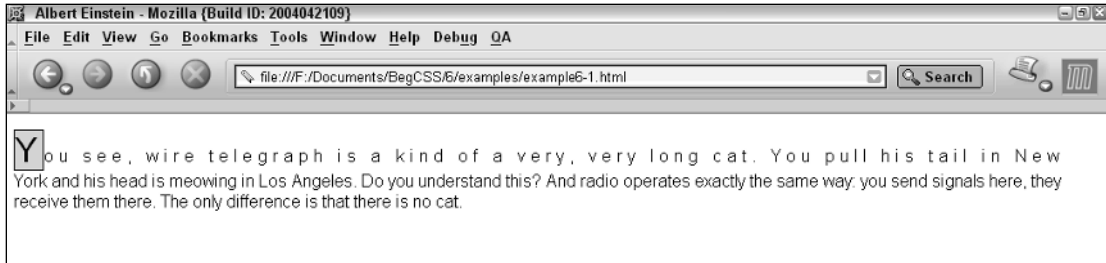 Albert Einstein - Mozilla {Build ID: 2004042109}
File Edit View Go Bookmarks Tools Window Help Debug QA
file:///F:/Documents/BegCSS/6/examples/example6-1.html Search
You see, wire telegraph is a kind of a very, very long cat. You pull his tail in New
York and his head is meowing in Los Angeles. Do you understand this? And radio operates exactly the same way: you send signals here, they
receive them there. The only difference is that there is no cat.